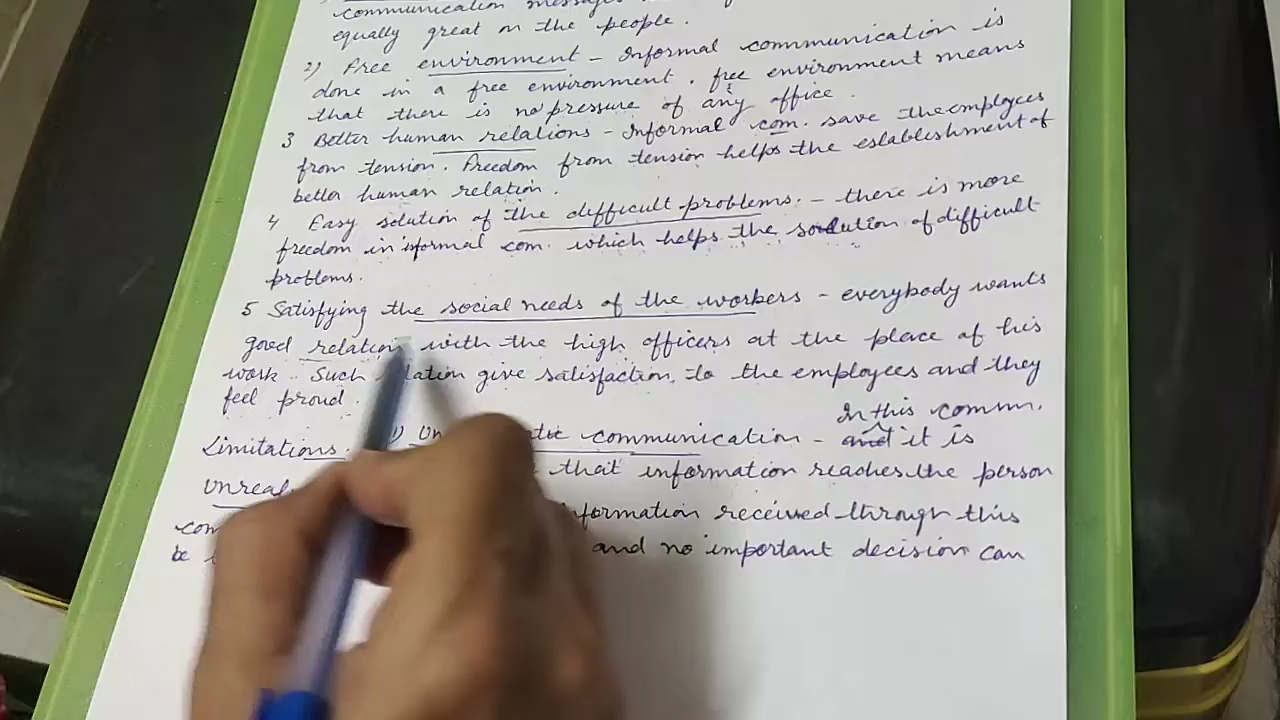 communication messages
equally great on the people.
2) Free environment - Informal communication is
done in a free environment. free environment means
that there is no pressure of any office.
3 Better human relations - Informal com. save the employees
from tension. Freedom from tension helps the establishment of
better human relation.
4 Easy solution of the difficult problems. - there is more
freedom in informal com. which helps the solution of difficult
problems.
5 Satisfying the social needs of the workers - everybody wants
good relation with the high officers at the place of his
work. Such relation give satisfaction to the employees and they
feel proud.
In this commn.
Limitations. 1) communication - and it is
that information reaches the person
information received through this
be and no important decision can